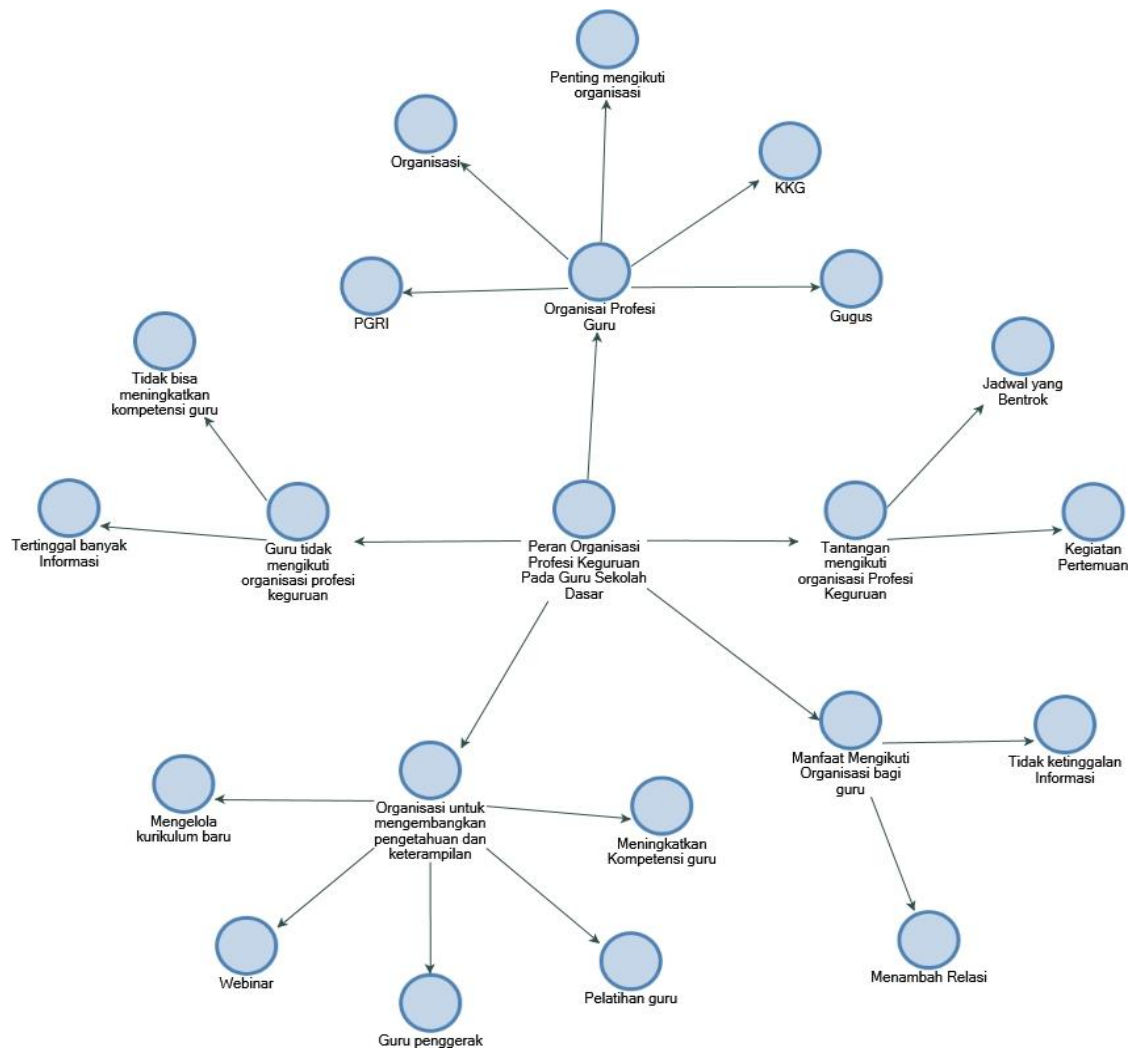 Penting mengikuti
organisasi
Organisasi
KKG
PGRI
Organisai Profesi
Guru
Gugus
Tidak bisa
meningkatkan
kompetensi guru
Jadwal yang
Bentrok
Tertinggal banyak
Informasi
Guru tidak
mengikuti
organisasi profesi
keguruan
Peran Organisasi
Profesi Keguruan
Pada Guru Sekolah
Dasar
Tantangan
mengikuti
organisasi Profesi
Keguruan
Kegiatan
Pertemuan
Manfaat Mengikuti
Organisasi bagi
guru
Tidak ketinggalan
Informasi
Mengelola
kurikulum baru
Organisasi untuk
mengembangkan
pengetahuan dan
keterampilan
Meningkatkan
Kompetensi guru
Webinar
Guru penggerak
Pelatihan guru
Menambah Relasi